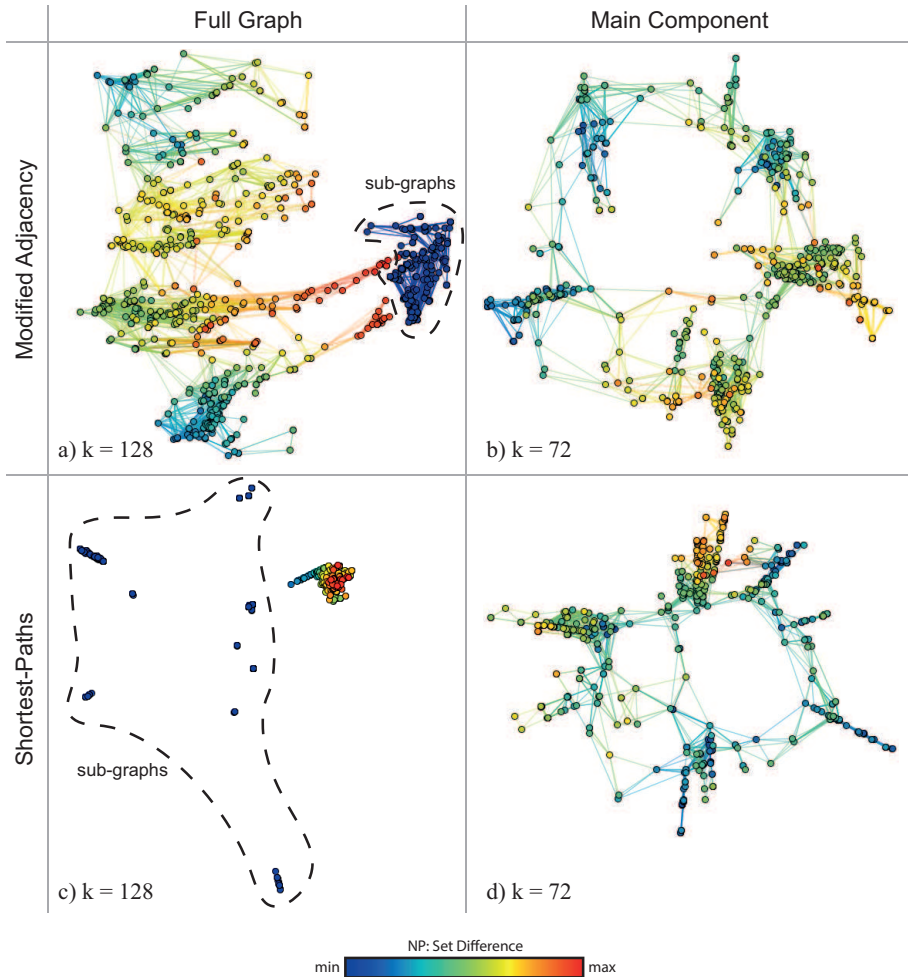 Full Graph
Main Component
Modified Adjacency
sub-graphs
a) k = 128
b) k = 72
Shortest-Paths
sub-graphs
c) k = 128
d) k = 72
NP: Set Difference
min
max